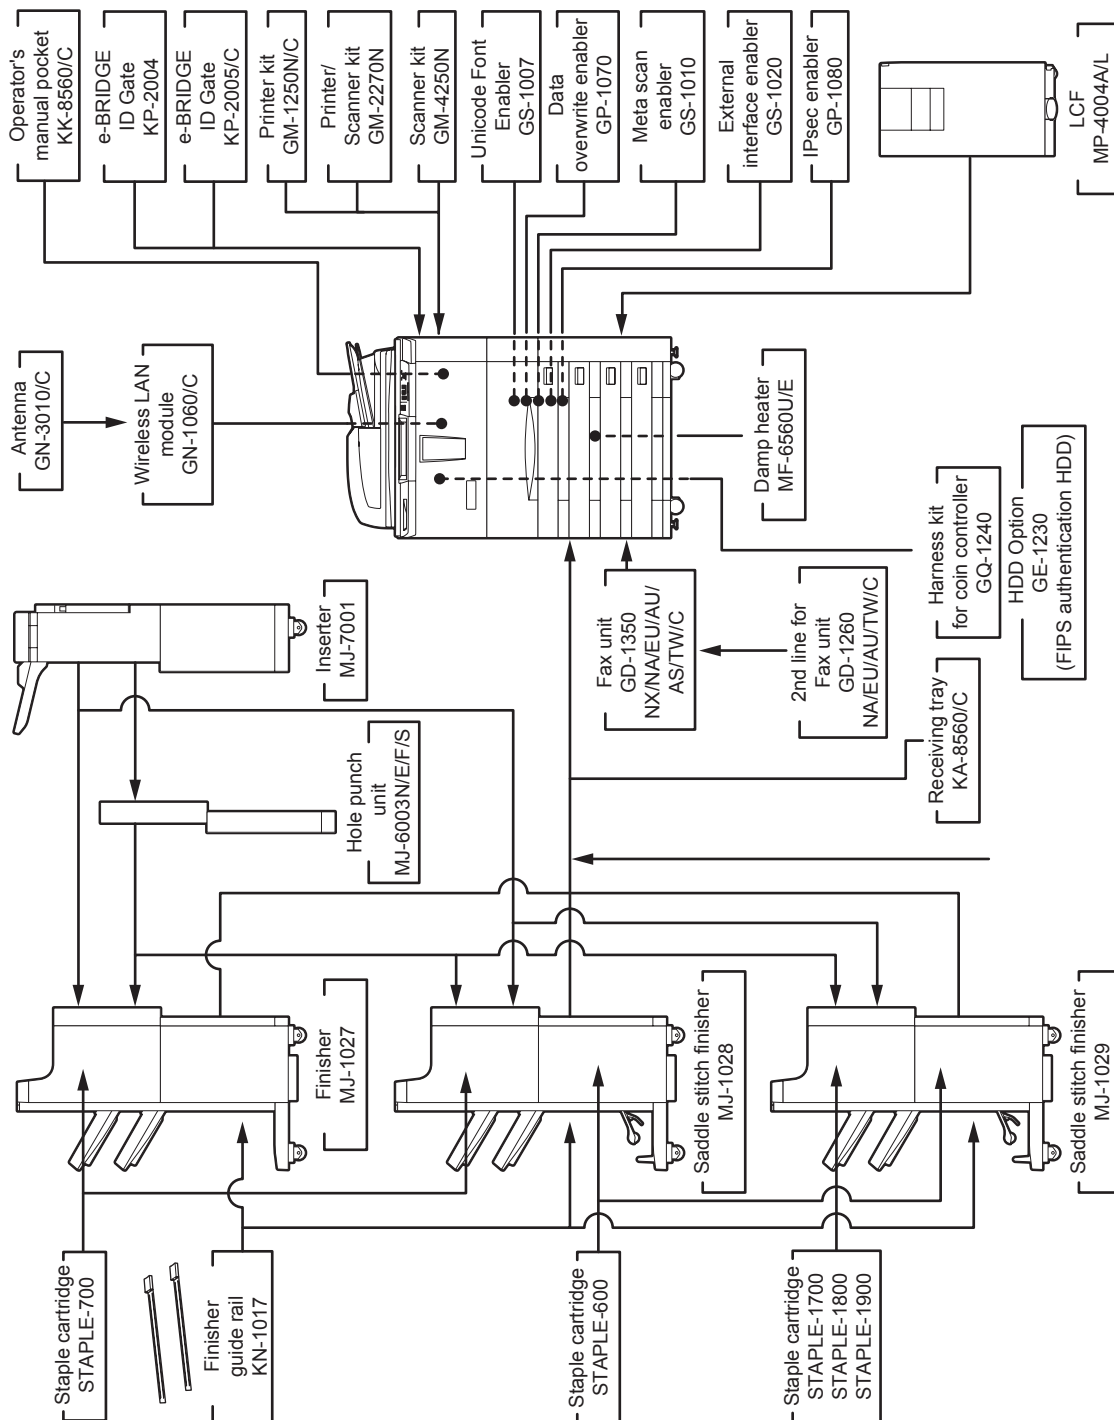 Operator's
manual pocket
KK-8560/C
e-BRIDGE
ID Gate
KP-2004
e-BRIDGE
ID Gate
KP-2005/C
Printer kit
GM-1250N/C
Printer/
Scanner kit
GM-2270N
Scanner kit
GM-4250N
Unicode Font
Enabler
GS-1007
Data
overwrite enabler
GP-1070
Meta scan
enabler
GS-1010
External
interface enabler
GS-1020
IPsec enabler
GP-1080
LCF
MP-4004A/L
Antenna
GN-3010/C
Wireless LAN
module
GN-1060/C
Damp heater
MF-6560U/E
Harness kit
for coin controller
GQ-1240
HDD Option
GE-1230
(FIPS authentication HDD)
Inserter
MJ-7001
Fax unit
GD-1350
NX/NA/EU/AU/
AS/TW/C
2nd line for
Fax unit
GD-1260
NA/EU/AU/TW/C
Receiving tray
KA-8560/C
Hole punch
unit
MJ-6003N/E/F/S
Finisher
MJ-1027
Saddle stitch finisher
MJ-1028
Saddle stitch finisher
MJ-1029
Staple cartridge
STAPLE-700
Finisher
guide rail
KN-1017
Staple cartridge
STAPLE-600
Staple cartridge
STAPLE-1700
STAPLE-1800
STAPLE-1900